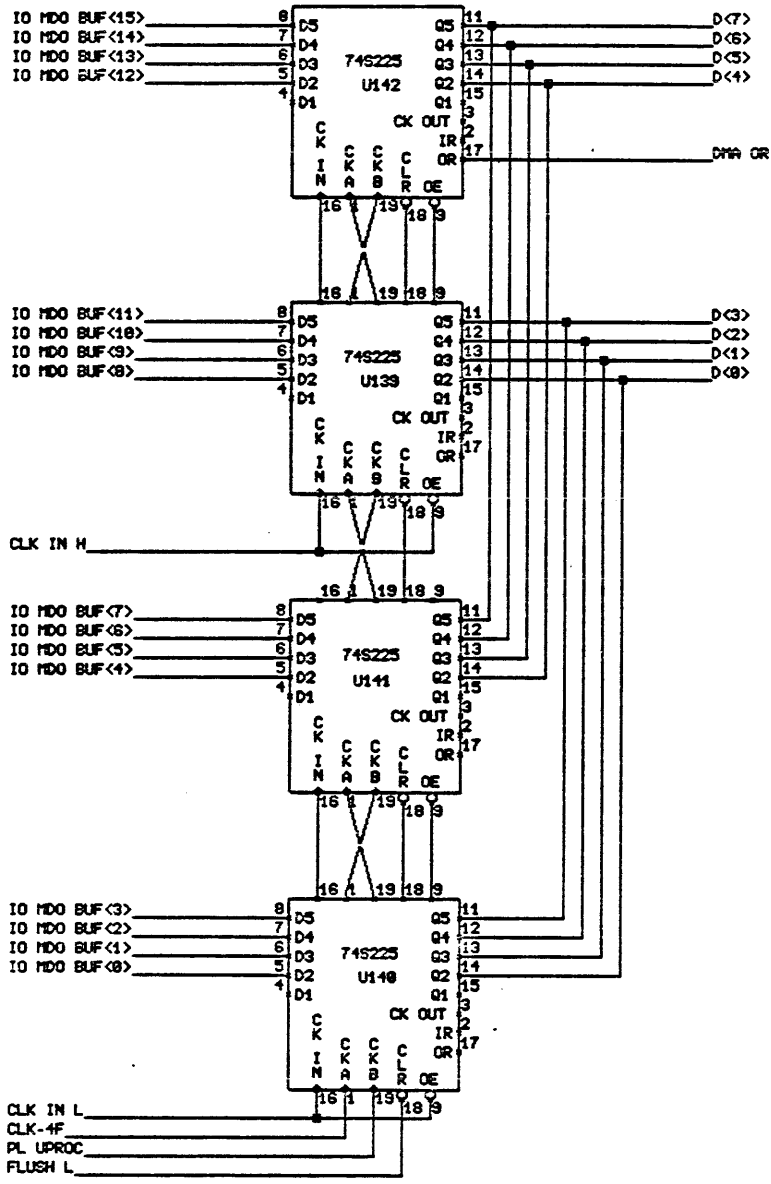 IO MDO BUF<15> 8 D5 Q5 11 D<7>
IO MDO BUF<14> 7 D4 Q4 12 D<6>
IO MDO BUF<13> 6 D3 74S225 Q3 13 D<5>
IO MDO BUF<12> 5 D2 U142 Q2 14 D<4>
4 D1 Q1 15
CK OUT 3
IR 2
OR 17 DMA OR
CK IN CKA CKB CLR OE
16 1 19 18 9
16 1 19 18 9
IO MDO BUF<11> 8 D5 Q5 11 D<3>
IO MDO BUF<10> 7 D4 Q4 12 D<2>
IO MDO BUF<9> 6 D3 74S225 Q3 13 D<1>
IO MDO BUF<8> 5 D2 U139 Q2 14 D<0>
4 D1 Q1 15
CK OUT 3
IR 2
OR 17
CK IN CKA CKB CLR OE
16 1 19 18 9
CLK IN H
16 1 19 18 9
IO MDO BUF<7> 8 D5 Q5 11
IO MDO BUF<6> 7 D4 Q4 12
IO MDO BUF<5> 6 D3 74S225 Q3 13
IO MDO BUF<4> 5 D2 U141 Q2 14
4 D1 Q1 15
CK OUT 3
IR 2
OR 17
CK IN CKA CKB CLR OE
16 1 19 18 9
16 1 19 18 9
IO MDO BUF<3> 8 D5 Q5 11
IO MDO BUF<2> 7 D4 Q4 12
IO MDO BUF<1> 6 D3 74S225 Q3 13
IO MDO BUF<0> 5 D2 U140 Q2 14
4 D1 Q1 15
CK OUT 3
IR 2
OR 17
CK IN CKA CKB CLR OE
16 1 19 18 9
CLK IN L
CLK-4F
PL UPROC
FLUSH L